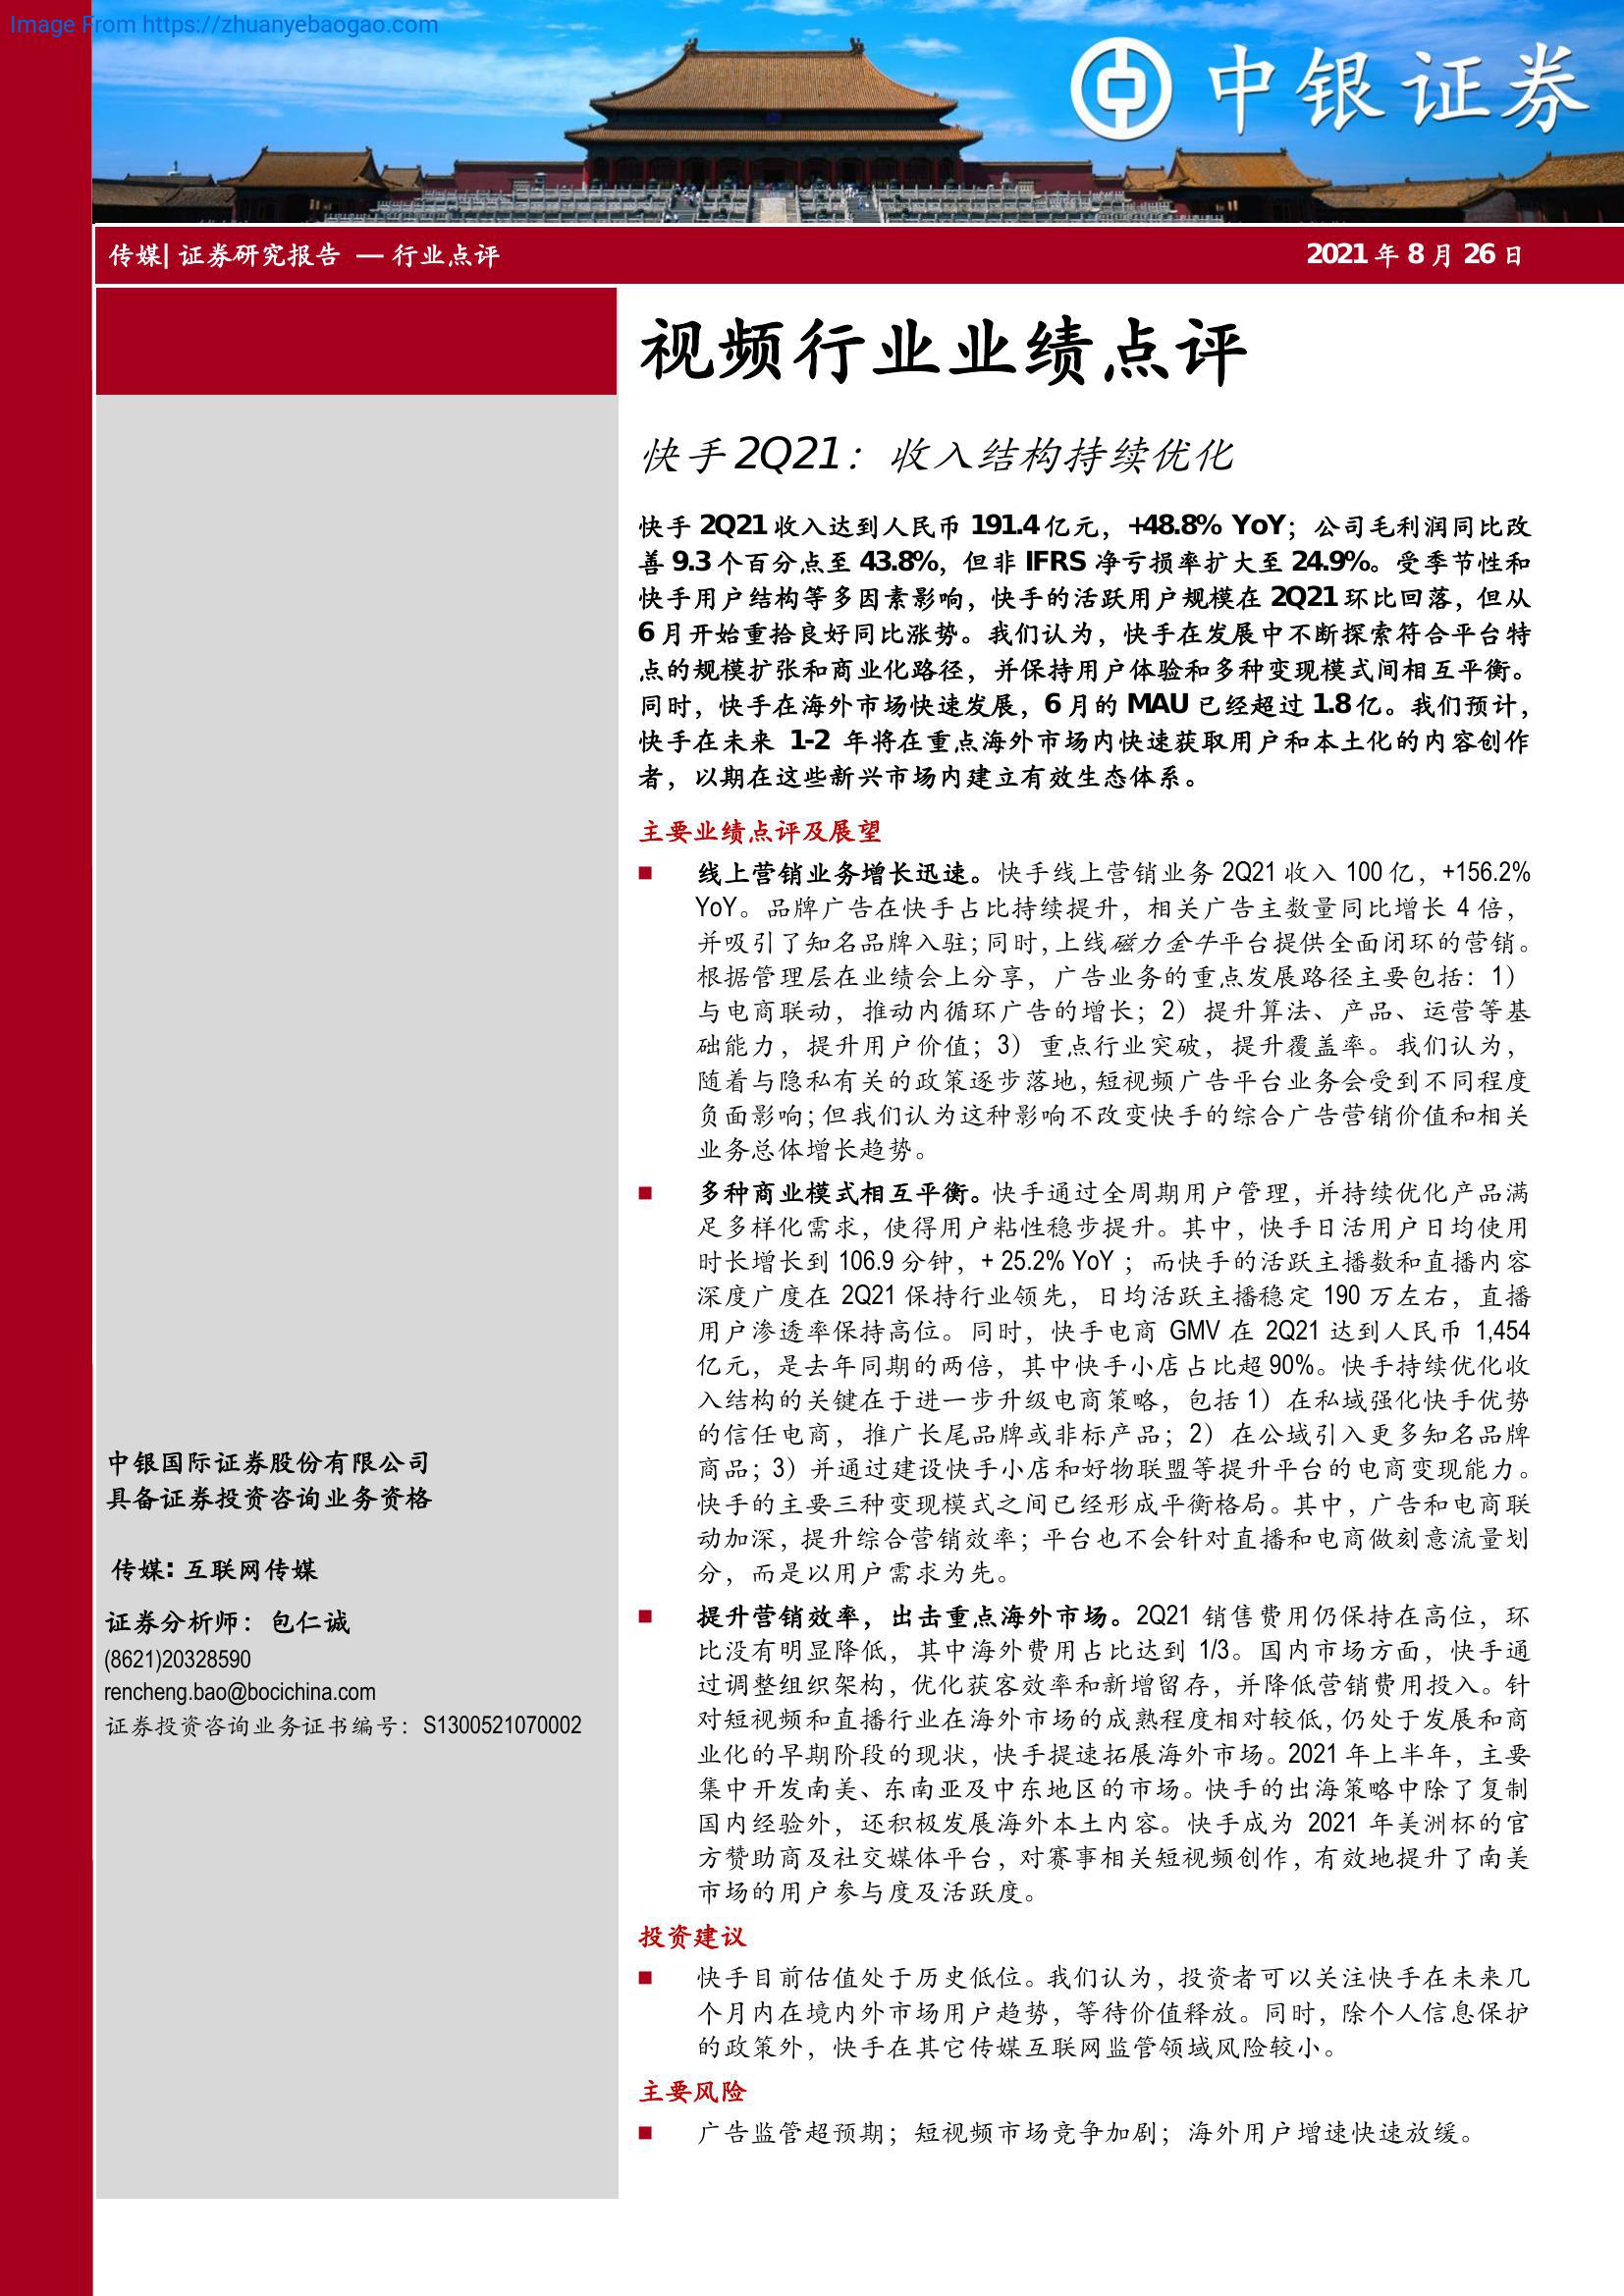 Image From https://zhuanyebaogao.com
中银证券
传媒| 证券研究报告 — 行业点评
2021 年 8 月 26 日
视频行业业绩点评
快手 2Q21：收入结构持续优化
快手 2Q21 收入达到人民币 191.4 亿元，+48.8% YoY；公司毛利润同比改
善 9.3 个百分点至 43.8%，但非 IFRS 净亏损率扩大至 24.9%。受季节性和
快手用户结构等多因素影响，快手的活跃用户规模在 2Q21 环比回落，但从
6 月开始重拾良好同比涨势。我们认为，快手在发展中不断探索符合平台特
点的规模扩张和商业化路径，并保持用户体验和多种变现模式间相互平衡。
同时，快手在海外市场快速发展，6 月的 MAU 已经超过 1.8 亿。我们预计，
快手在未来 1-2 年将在重点海外市场内快速获取用户和本土化的内容创作
者，以期在这些新兴市场内建立有效生态体系。
主要业绩点评及展望
■ 线上营销业务增长迅速。快手线上营销业务 2Q21 收入 100 亿，+156.2%
YoY。品牌广告在快手占比持续提升，相关广告主数量同比增长 4 倍，
并吸引了知名品牌入驻；同时，上线磁力金牛平台提供全面闭环的营销。
根据管理层在业绩会上分享，广告业务的重点发展路径主要包括：1）
与电商联动，推动内循环广告的增长；2）提升算法、产品、运营等基
础能力，提升用户价值；3）重点行业突破，提升覆盖率。我们认为，
随着与隐私有关的政策逐步落地，短视频广告平台业务会受到不同程度
负面影响；但我们认为这种影响不改变快手的综合广告营销价值和相关
业务总体增长趋势。
■ 多种商业模式相互平衡。快手通过全周期用户管理，并持续优化产品满
足多样化需求，使得用户粘性稳步提升。其中，快手日活用户日均使用
时长增长到 106.9 分钟，+ 25.2% YoY ；而快手的活跃主播数和直播内容
深度广度在 2Q21 保持行业领先，日均活跃主播稳定 190 万左右，直播
用户渗透率保持高位。同时，快手电商 GMV 在 2Q21 达到人民币 1,454
亿元，是去年同期的两倍，其中快手小店占比超 90%。快手持续优化收
入结构的关键在于进一步升级电商策略，包括 1）在私域强化快手优势
的信任电商，推广长尾品牌或非标产品；2）在公域引入更多知名品牌
商品；3）并通过建设快手小店和好物联盟等提升平台的电商变现能力。
快手的主要三种变现模式之间已经形成平衡格局。其中，广告和电商联
动加深，提升综合营销效率；平台也不会针对直播和电商做刻意流量划
分，而是以用户需求为先。
■ 提升营销效率，出击重点海外市场。2Q21 销售费用仍保持在高位，环
比没有明显降低，其中海外费用占比达到 1/3。国内市场方面，快手通
过调整组织架构，优化获客效率和新增留存，并降低营销费用投入。针
对短视频和直播行业在海外市场的成熟程度相对较低，仍处于发展和商
业化的早期阶段的现状，快手提速拓展海外市场。2021 年上半年，主要
集中开发南美、东南亚及中东地区的市场。快手的出海策略中除了复制
国内经验外，还积极发展海外本土内容。快手成为 2021 年美洲杯的官
方赞助商及社交媒体平台，对赛事相关短视频创作，有效地提升了南美
市场的用户参与度及活跃度。
投资建议
■ 快手目前估值处于历史低位。我们认为，投资者可以关注快手在未来几
个月内在境内外市场用户趋势，等待价值释放。同时，除个人信息保护
的政策外，快手在其它传媒互联网监管领域风险较小。
主要风险
■ 广告监管超预期；短视频市场竞争加剧；海外用户增速快速放缓。
中银国际证券股份有限公司
具备证券投资咨询业务资格
传媒: 互联网传媒
证券分析师：包仁诚
(8621)20328590
rencheng.bao@bocichina.com
证券投资咨询业务证书编号：S1300521070002